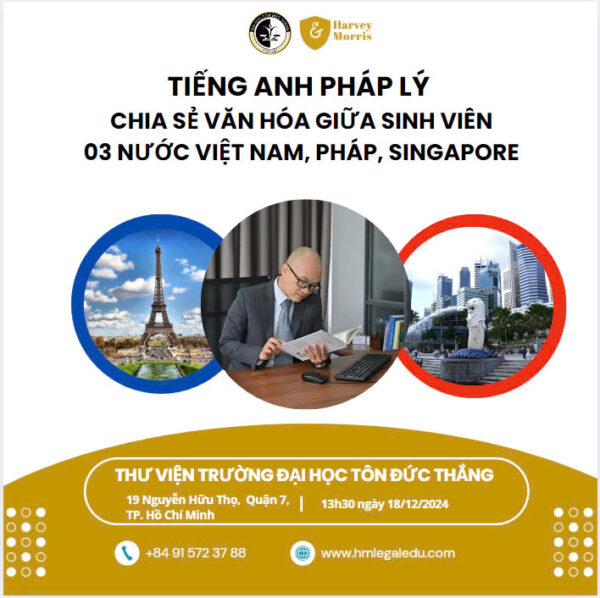 Harvey
Morris
TIẾNG ANH PHÁP LÝ
CHIA SẺ VĂN HÓA GIỮA SINH VIÊN
03 NƯỚC VIỆT NAM, PHÁP, SINGAPORE
THƯ VIỆN TRƯỜNG ĐẠI HỌC TÔN ĐỨC THẮNG
19 Nguyễn Hữu Thọ, Quận 7,
TP. Hồ Chí Minh
| 13h30 ngày 18/12/2024
+84 91 572 37 88
www.hmlegaledu.com